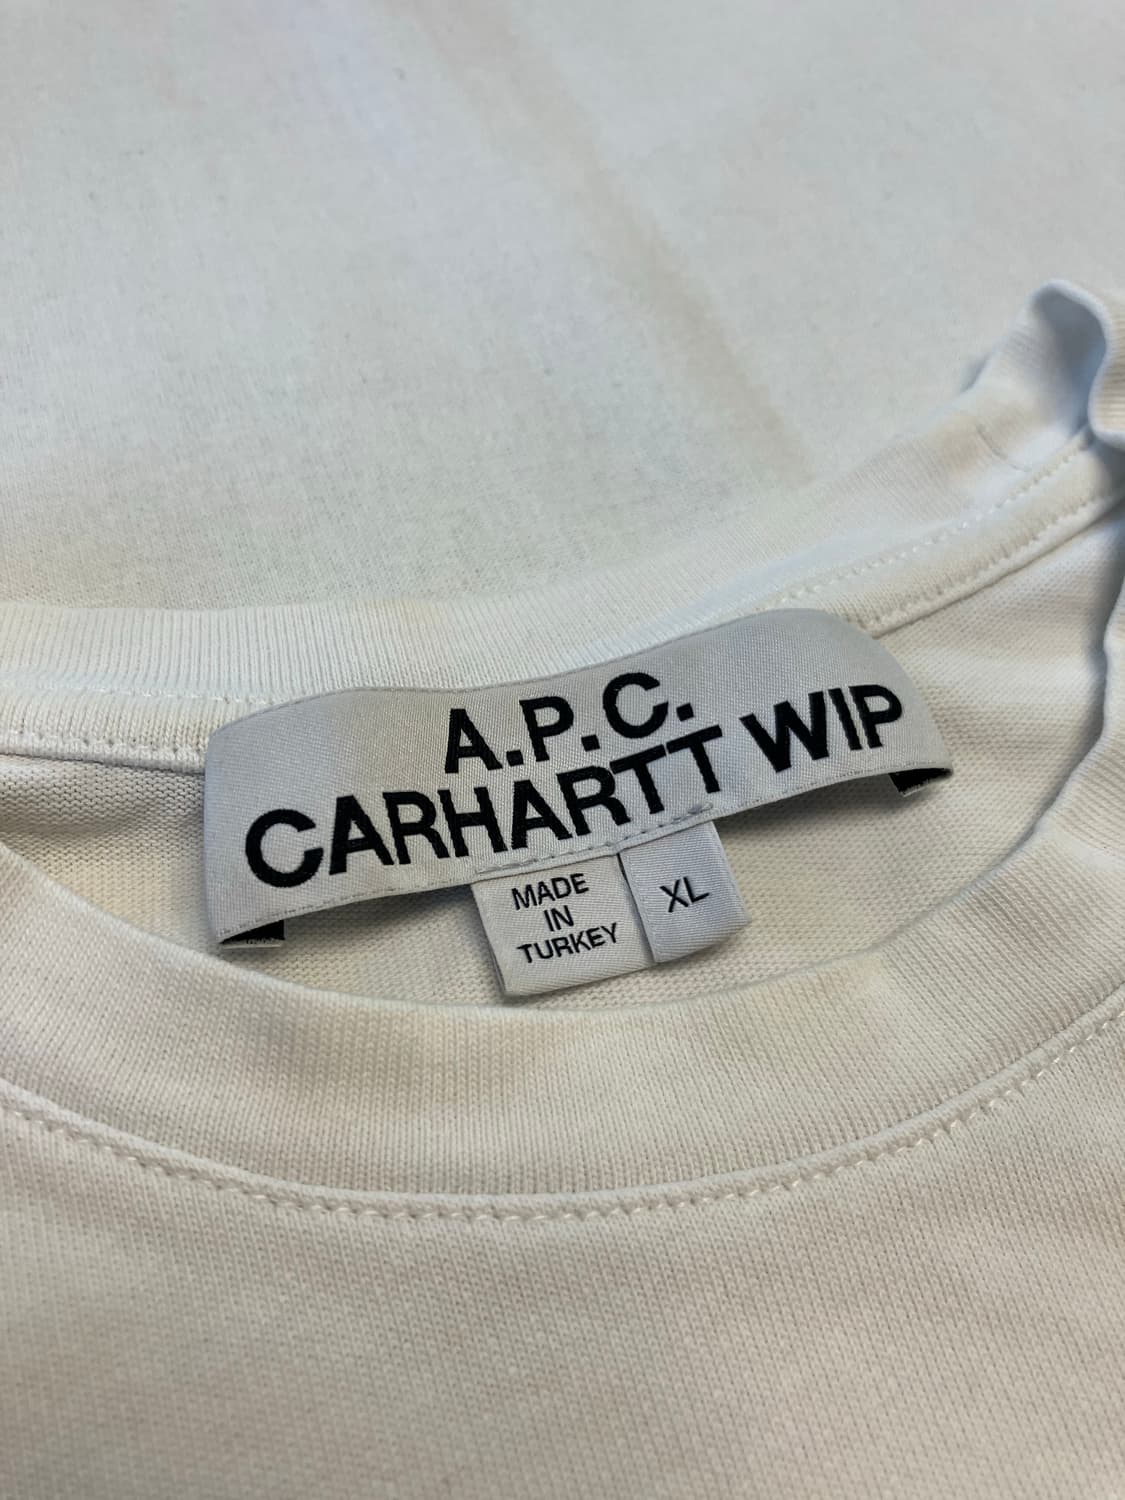 A.P.C.
CARHARTT WIP
MADE
IN
TURKEY
XL